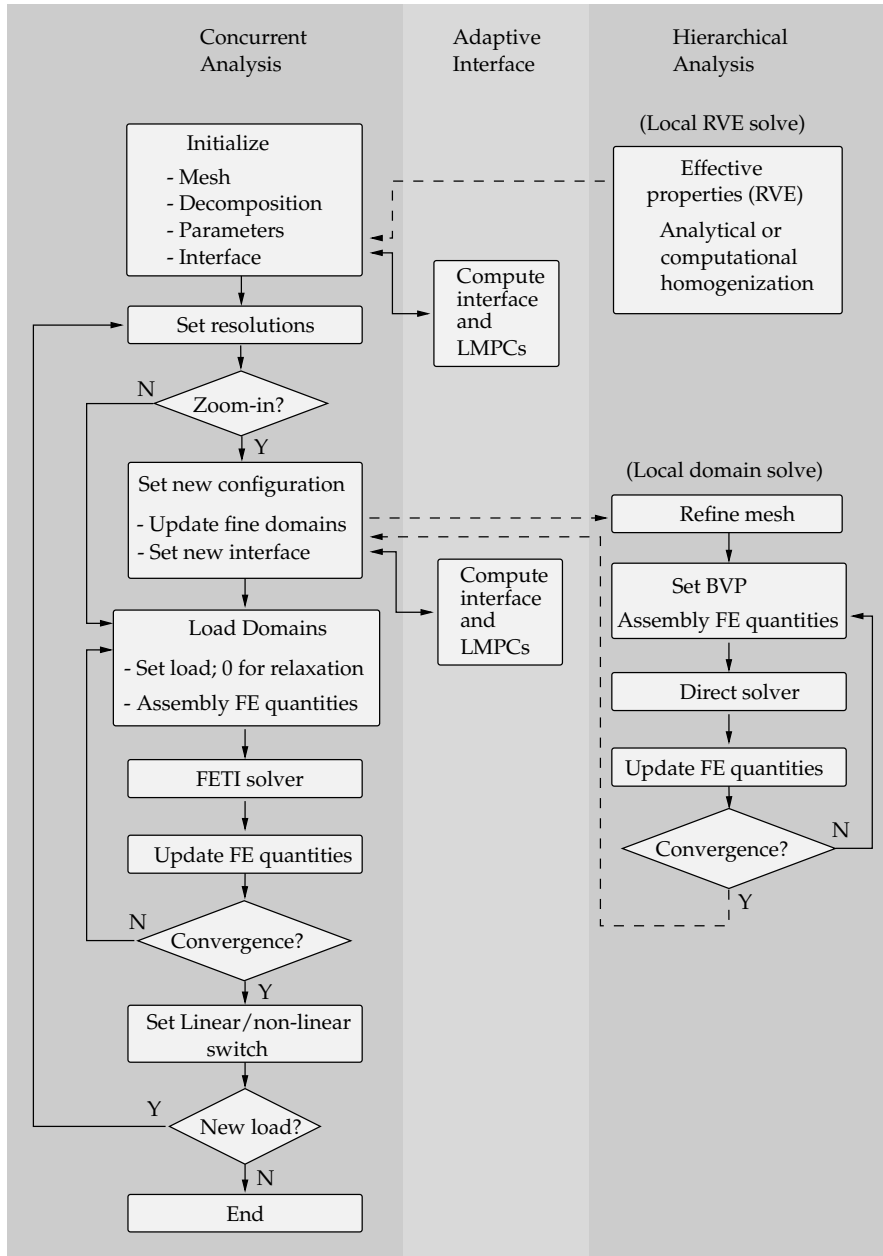 Concurrent
Analysis
Adaptive
Interface
Hierarchical
Analysis
Initialize
- Mesh
- Decomposition
- Parameters
- Interface
(Local RVE solve)
Effective
properties (RVE)
Analytical or
computational
homogenization
Compute
interface
and
LMPCs
Set resolutions
N
Zoom-in?
Y
Set new configuration
- Update fine domains
- Set new interface
(Local domain solve)
Refine mesh
Compute
interface
and
LMPCs
Set BVP
Assembly FE quantities
Load Domains
- Set load; 0 for relaxation
- Assembly FE quantities
Direct solver
FETI solver
Update FE quantities
Update FE quantities
Convergence?
N
Y
N
Convergence?
Y
Set Linear/non-linear
switch
Y
New load?
N
End